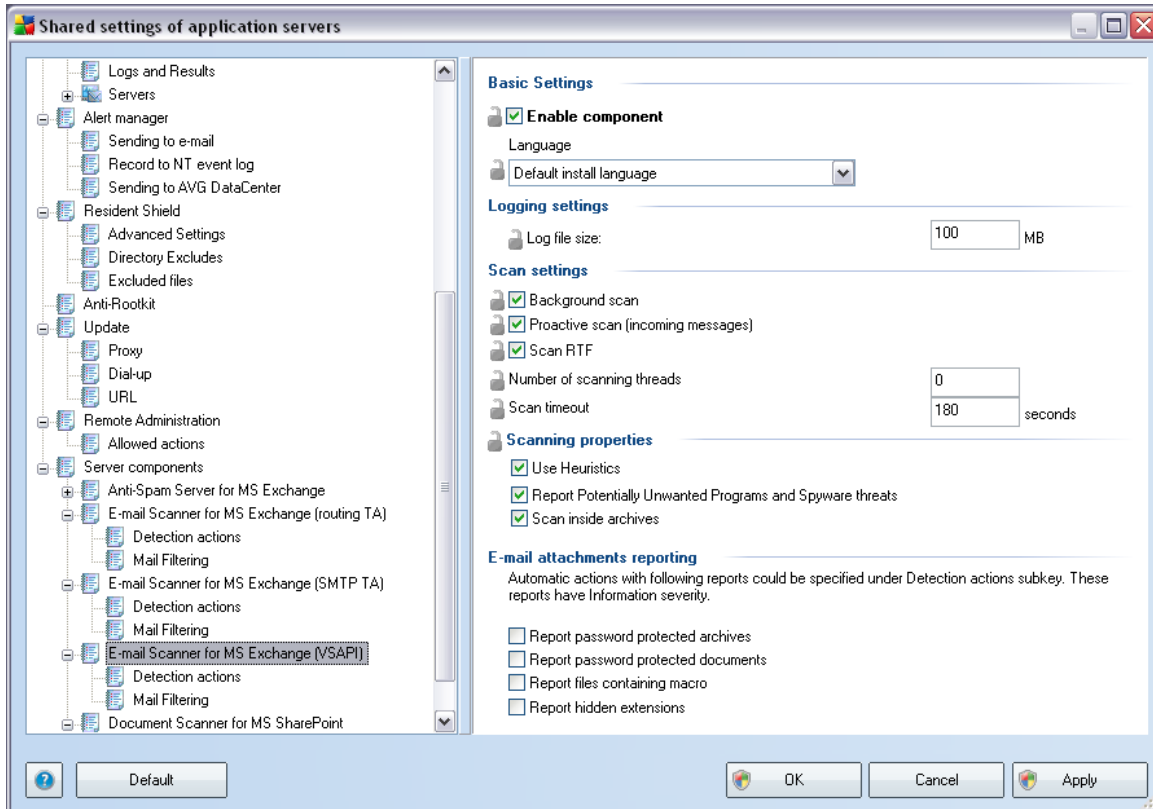 Shared settings of application servers
Logs and Results
Servers
Alert manager
Sending to e-mail
Record to NT event log
Sending to AVG DataCenter
Resident Shield
Advanced Settings
Directory Excludes
Excluded files
Anti-Rootkit
Update
Proxy
Dial-up
URL
Remote Administration
Allowed actions
Server components
Anti-Spam Server for MS Exchange
E-mail Scanner for MS Exchange (routing TA)
Detection actions
Mail Filtering
E-mail Scanner for MS Exchange (SMTP TA)
Detection actions
Mail Filtering
E-mail Scanner for MS Exchange (VSAPI)
Detection actions
Mail Filtering
Document Scanner for MS SharePoint
Basic Settings
Enable component
Language
Default install language
Logging settings
Log file size: 100 MB
Scan settings
Background scan
Proactive scan (incoming messages)
Scan RTF
Number of scanning threads 0
Scan timeout 180 seconds
Scanning properties
Use Heuristics
Report Potentially Unwanted Programs and Spyware threats
Scan inside archives
E-mail attachments reporting
Automatic actions with following reports could be specified under Detection actions subkey. These
reports have Information severity.
Report password protected archives
Report password protected documents
Report files containing macro
Report hidden extensions
? Default OK Cancel Apply